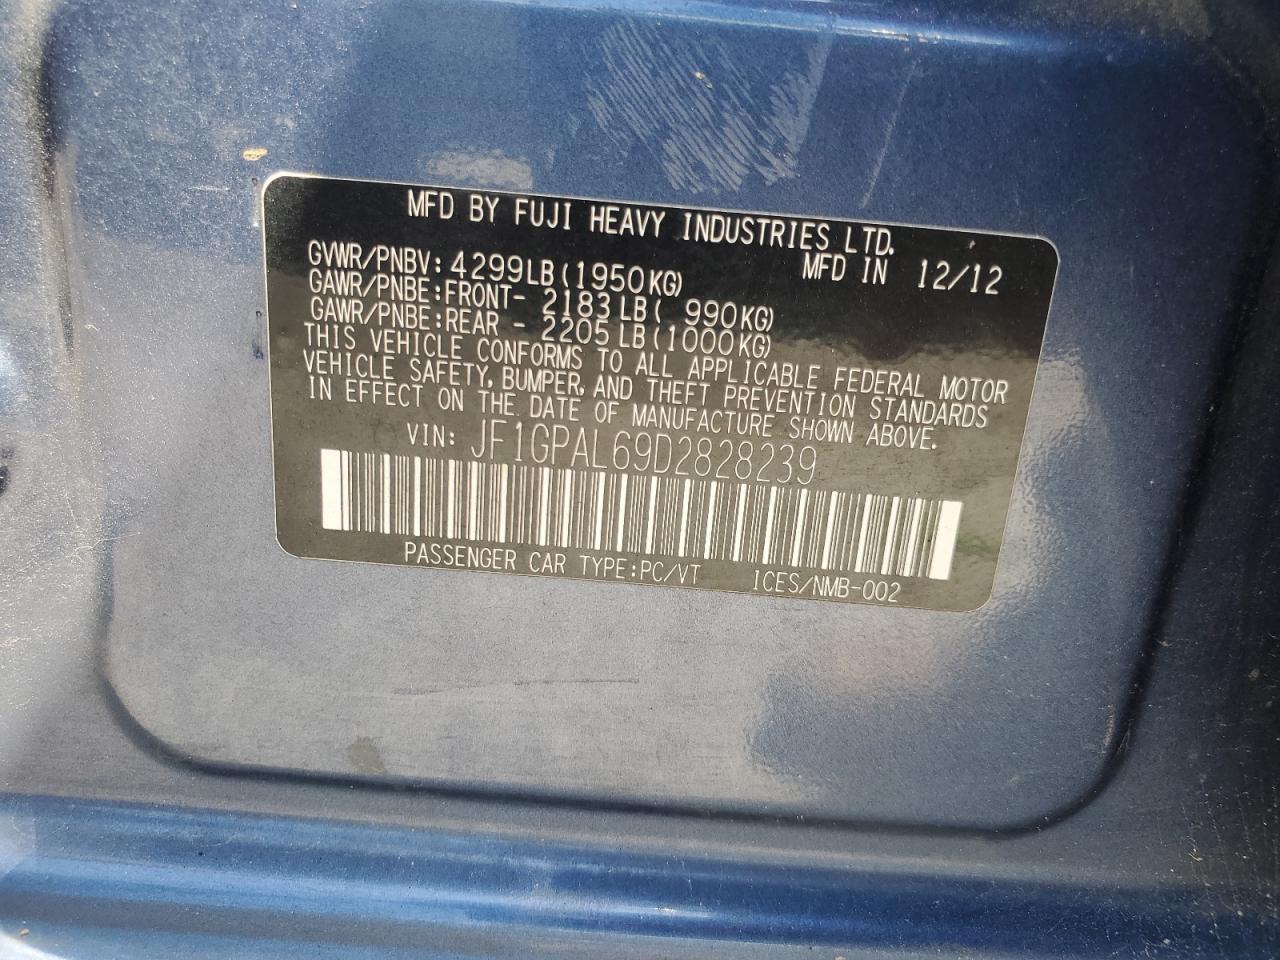 MFD BY FUJI HEAVY INDUSTRIES LTD.
MFD IN 12/12
GVWR/PNBV: 4299LB(1950KG)
GAWR/PNBE:FRONT- 2183LB( 990KG)
GAWR/PNBE:REAR - 2205LB(1000KG)
THIS VEHICLE CONFORMS TO ALL APPLICABLE FEDERAL MOTOR
VEHICLE SAFETY, BUMPER, AND THEFT PREVENTION STANDARDS
IN EFFECT ON THE DATE OF MANUFACTURE SHOWN ABOVE.
VIN: JF1GPAL69D2828239
PASSENGER CAR TYPE:PC/VT ICES/NMB-002